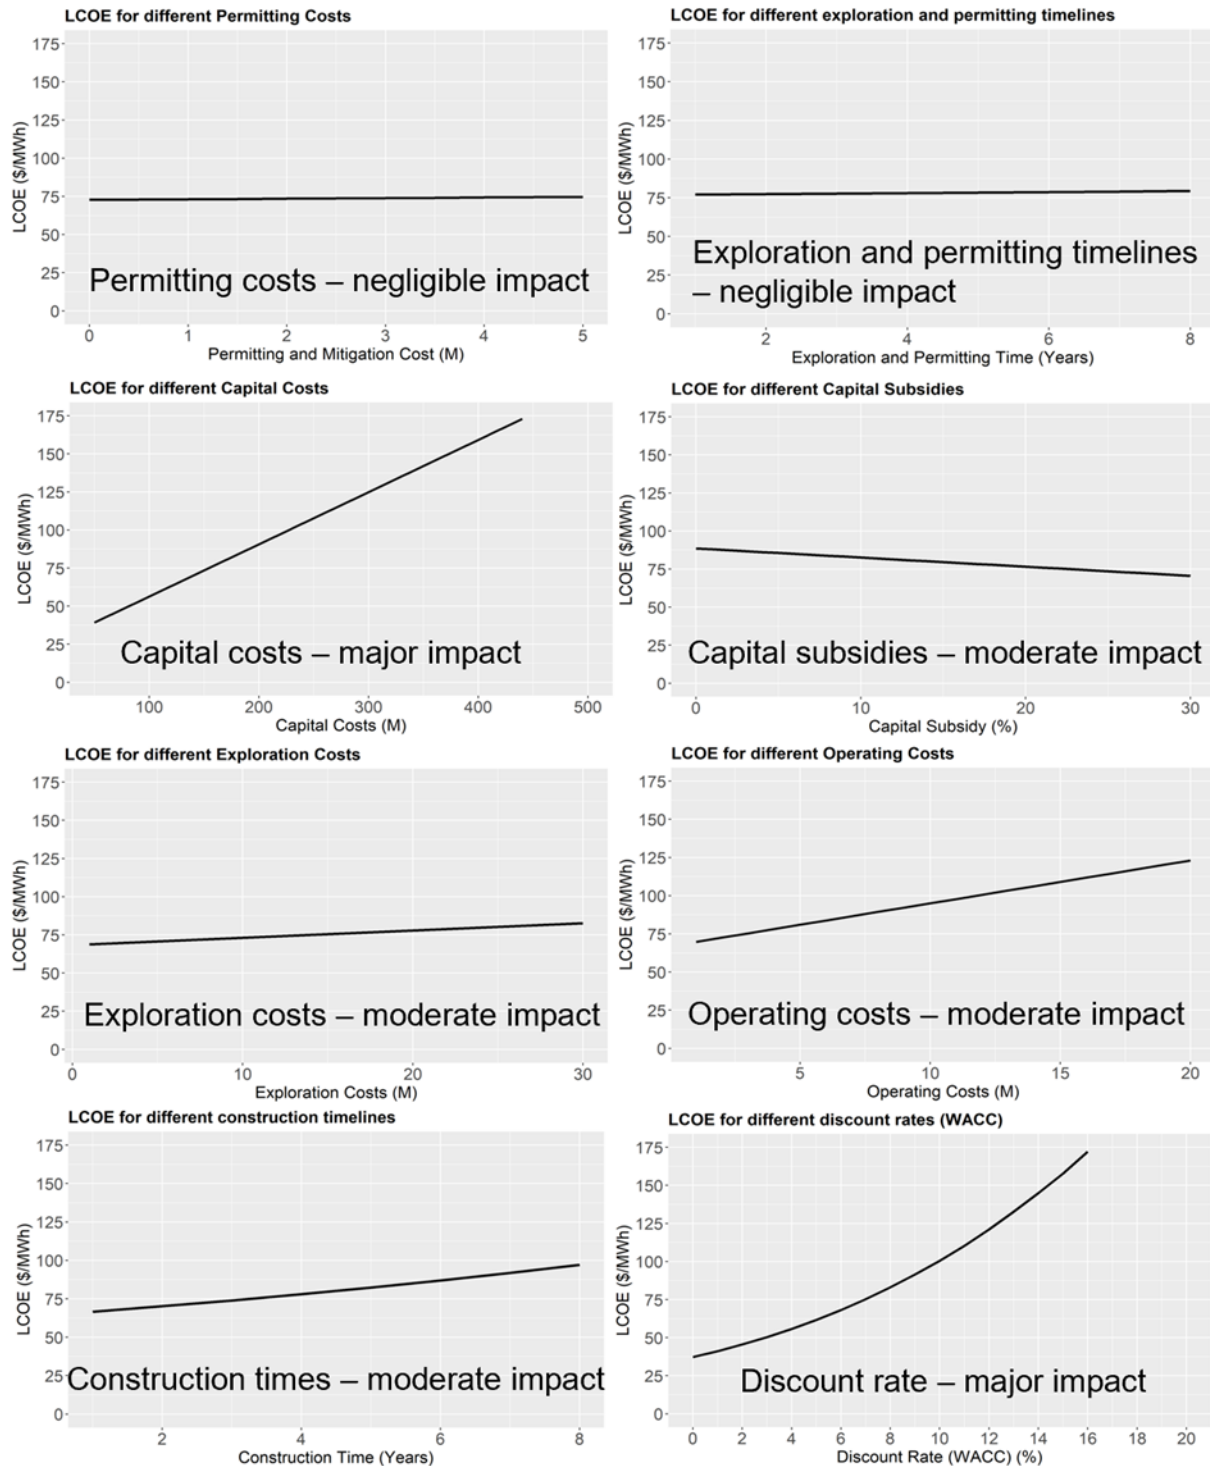 LCOE for different Permitting Costs
175
150
125
100
75
50
25
0
LCOE ($/MWh)
Permitting costs – negligible impact
0 1 2 3 4 5
Permitting and Mitigation Cost (M)
LCOE for different exploration and permitting timelines
175
150
125
100
75
50
25
0
LCOE ($/MWh)
Exploration and permitting timelines
– negligible impact
2 4 6 8
Exploration and Permitting Time (Years)
LCOE for different Capital Costs
175
150
125
100
75
50
25
0
LCOE ($/MWh)
Capital costs – major impact
100 200 300 400 500
Capital Costs (M)
LCOE for different Capital Subsidies
175
150
125
100
75
50
25
0
LCOE ($/MWh)
Capital subsidies – moderate impact
0 10 20 30
Capital Subsidy (%)
LCOE for different Exploration Costs
175
150
125
100
75
50
25
0
LCOE ($/MWh)
Exploration costs – moderate impact
0 10 20 30
Exploration Costs (M)
LCOE for different Operating Costs
175
150
125
100
75
50
25
0
LCOE ($/MWh)
Operating costs – moderate impact
5 10 15 20
Operating Costs (M)
LCOE for different construction timelines
175
150
125
100
75
50
25
0
LCOE ($/MWh)
Construction times – moderate impact
2 4 6 8
Construction Time (Years)
LCOE for different discount rates (WACC)
175
150
125
100
75
50
25
0
LCOE ($/MWh)
Discount rate – major impact
0 2 4 6 8 10 12 14 16 18 20
Discount Rate (WACC) (%)